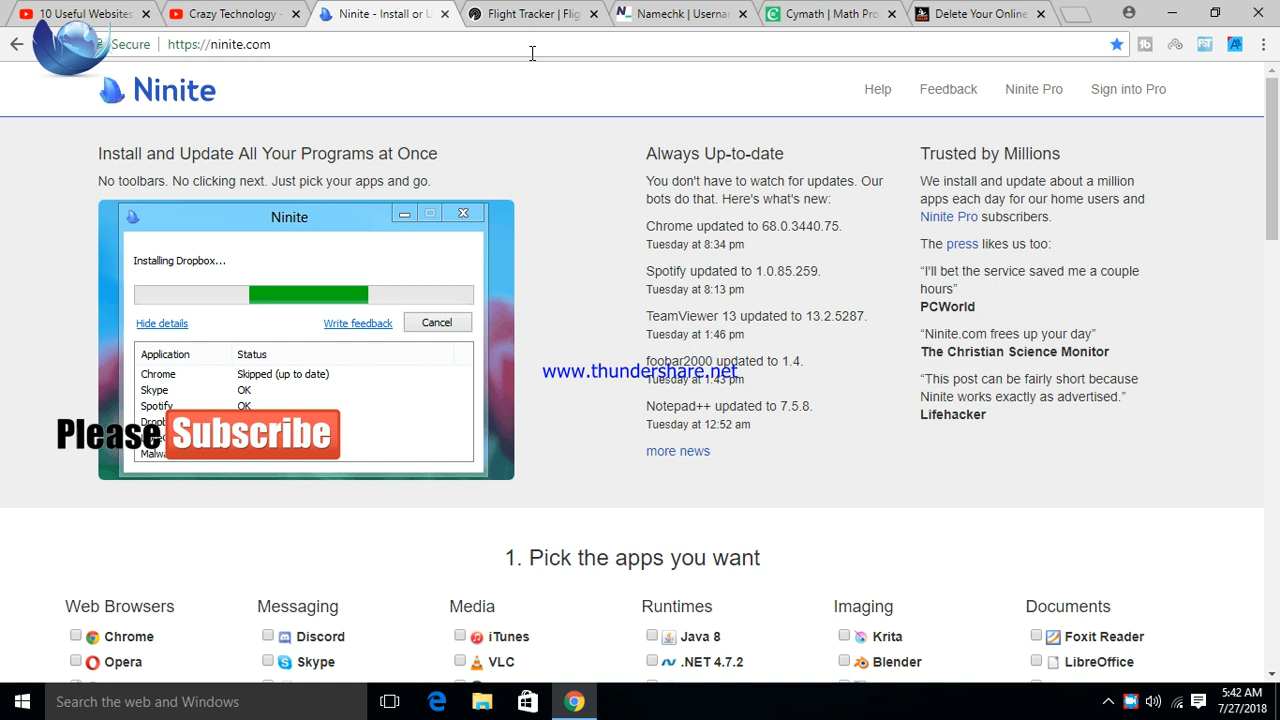 10 Useful Websites
Crazy Technology -
Ninite - Install or U
Flight Tracker | Flig
Namechk | Userna
Cymath | Math Pro
Delete Your Online
Secure
https://ninite.com
Ninite
Help
Feedback
Ninite Pro
Sign into Pro
Install and Update All Your Programs at Once
No toolbars. No clicking next. Just pick your apps and go.
Ninite
Installing Dropbox...
Hide details
Write feedback
Cancel
Application Status
Chrome Skipped (up to date)
Skype OK
Spotify OK
Please Subscribe
Always Up-to-date
You don't have to watch for updates. Our
bots do that. Here's what's new:
Chrome updated to 68.0.3440.75.
Tuesday at 8:34 pm
Spotify updated to 1.0.85.259.
Tuesday at 8:13 pm
TeamViewer 13 updated to 13.2.5287.
Tuesday at 1:46 pm
foobar2000 updated to 1.4.
www.thundershare.net
Tuesday at 1:43 pm
Notepad++ updated to 7.5.8.
Tuesday at 12:52 am
more news
Trusted by Millions
We install and update about a million
apps each day for our home users and
Ninite Pro subscribers.
The press likes us too:
“I'll bet the service saved me a couple
hours”
PCWorld
“Ninite.com frees up your day”
The Christian Science Monitor
“This post can be fairly short because
Ninite works exactly as advertised.”
Lifehacker
1. Pick the apps you want
Web Browsers
Chrome
Opera
Messaging
Discord
Skype
Media
iTunes
VLC
Runtimes
Java 8
.NET 4.7.2
Imaging
Krita
Blender
Documents
Foxit Reader
LibreOffice
Search the web and Windows
5:42 AM
7/27/2018